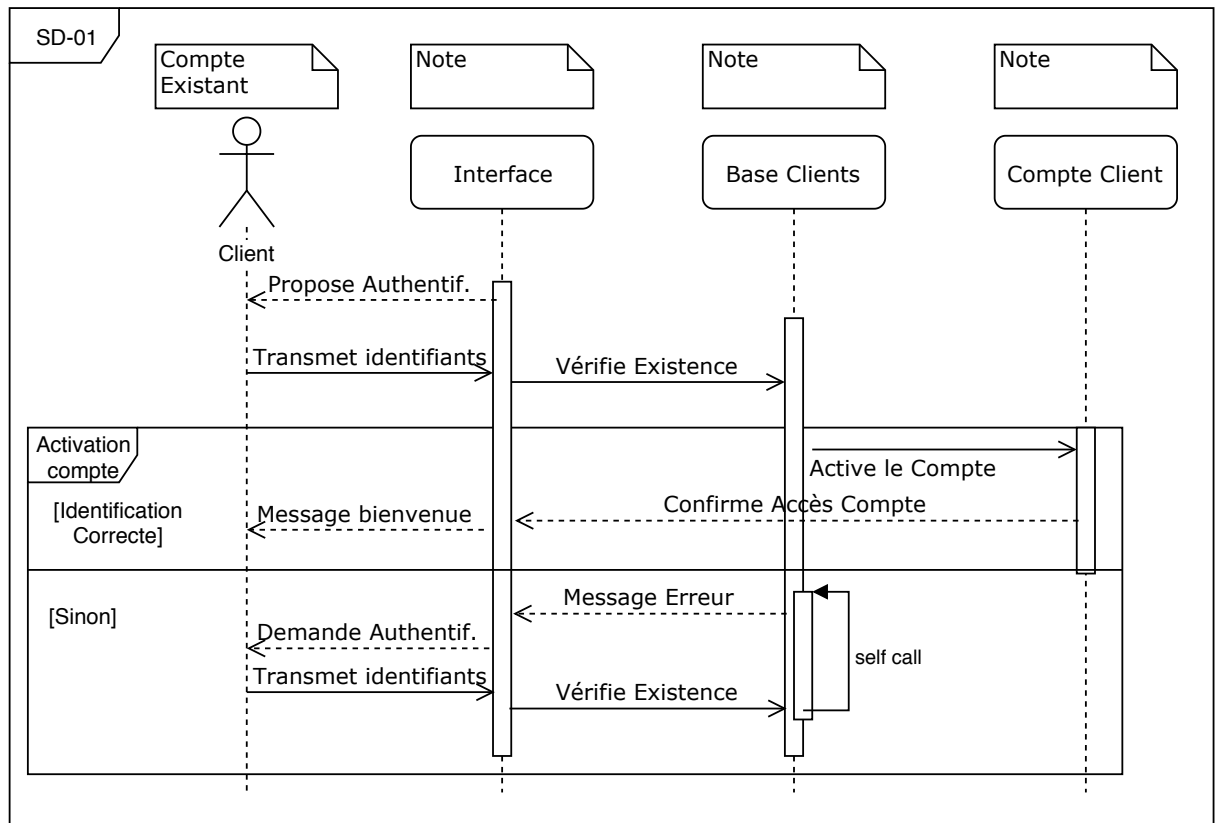 SD-01
Compte
Existant
Note
Note
Note
Interface
Base Clients
Compte Client
Client
Propose Authentif.
Transmet identifiants
Vérifie Existence
Activation
compte
Active le Compte
[Identification
Correcte]
Message bienvenue
Confirme Accès Compte
[Sinon]
Message Erreur
Demande Authentif.
self call
Transmet identifiants
Vérifie Existence